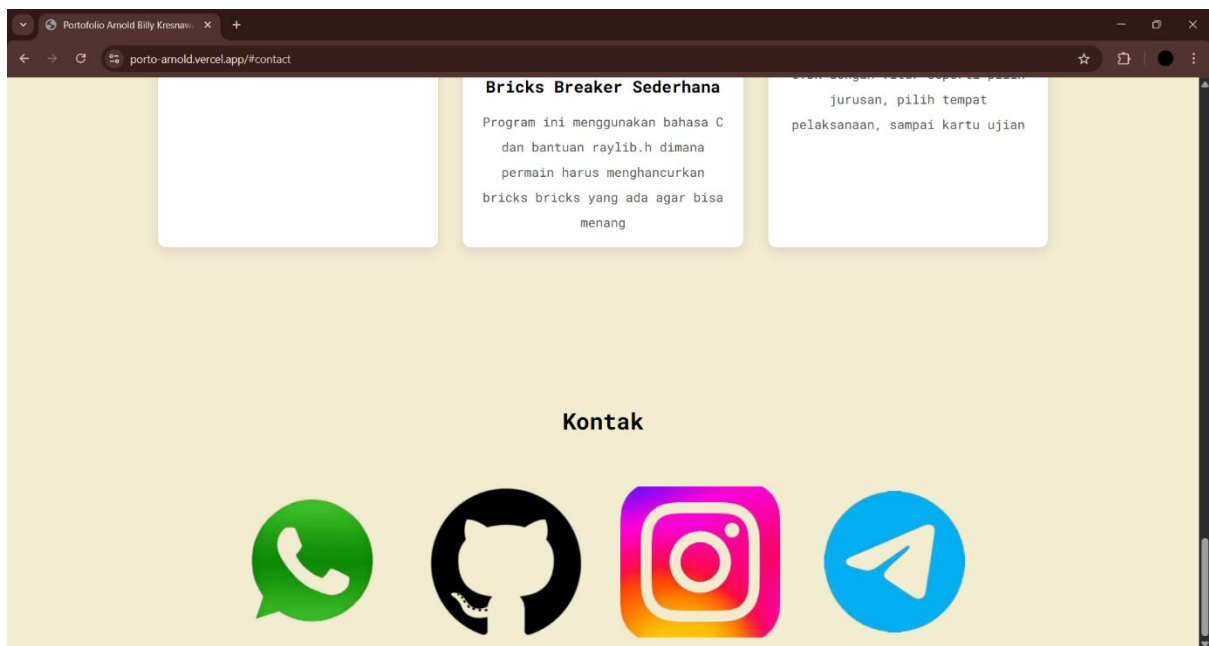 Portofolio Arnold Billy Kresnaw
porto-arnold.vercel.app/#contact
Bricks Breaker Sederhana
Program ini menggunakan bahasa C
dan bantuan raylib.h dimana
permain harus menghancurkan
bricks bricks yang ada agar bisa
menang
jurusan, pilih tempat
pelaksanaan, sampai kartu ujian
Kontak